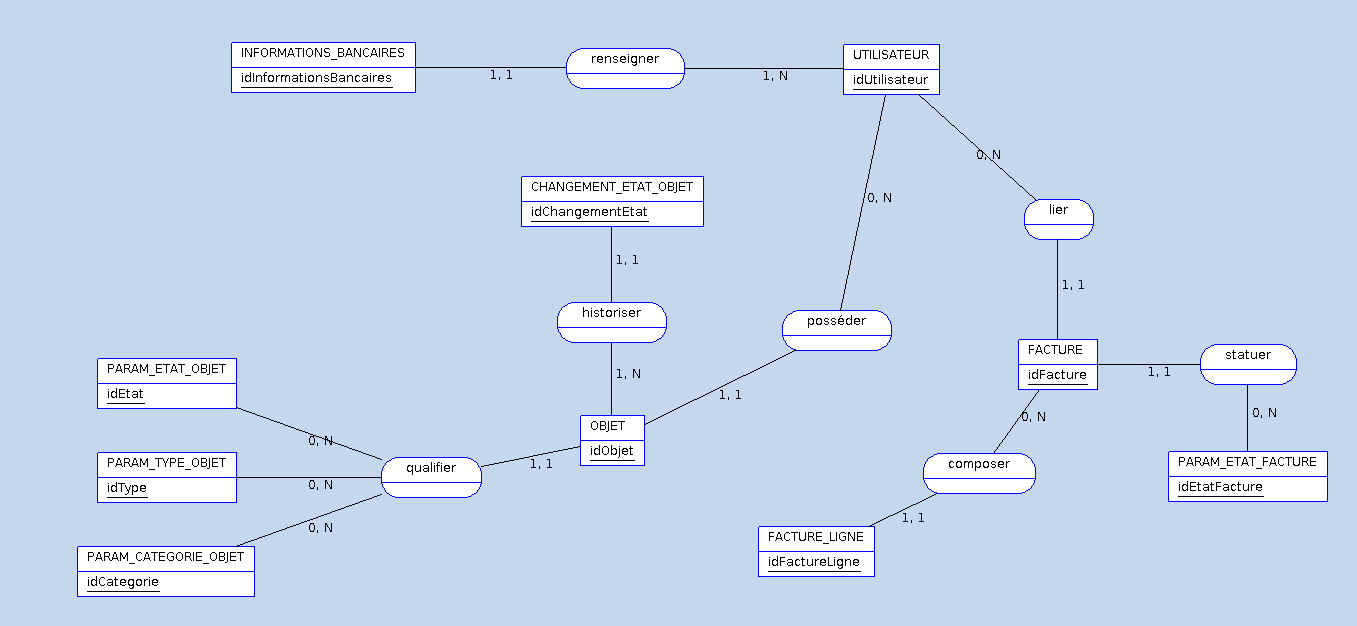 INFORMATIONS_BANCAIRES
idInformationsBancaires
1, 1
renseigner
1, N
UTILISATEUR
idUtilisateur
0, N
0, N
lier
1, 1
CHANGEMENT_ETAT_OBJET
idChangementEtat
1, 1
historiser
1, N
posséder
1, 1
FACTURE
idFacture
1, 1
statuer
0, N
PARAM_ETAT_FACTURE
idEtatFacture
0, N
composer
1, 1
FACTURE_LIGNE
idFactureLigne
OBJET
idObjet
1, 1
qualifier
PARAM_ETAT_OBJET
idEtat
0, N
PARAM_TYPE_OBJET
idType
0, N
PARAM_CATEGORIE_OBJET
idCategorie
0, N